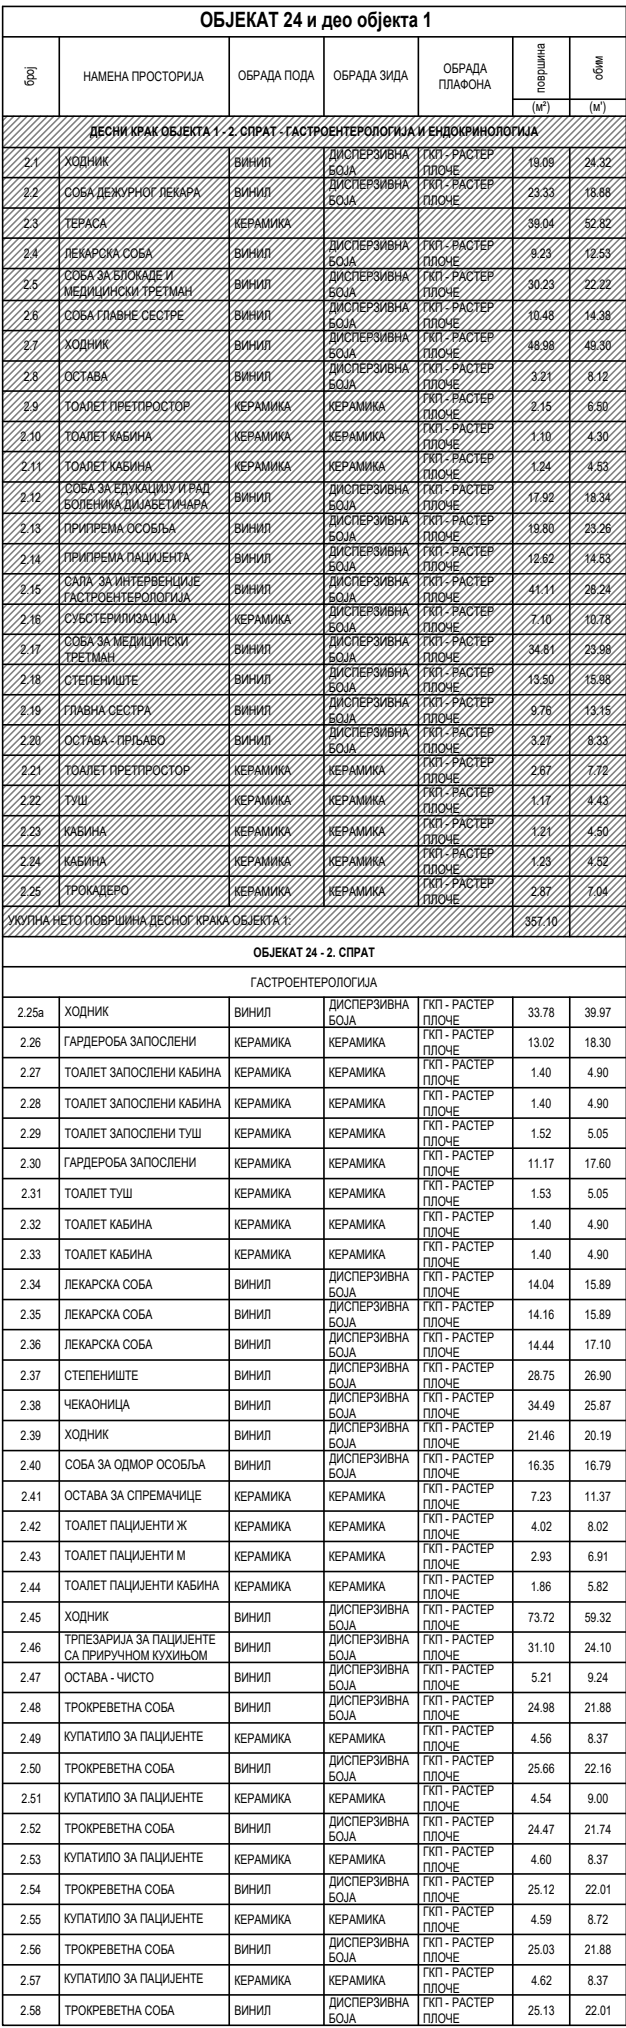 ОБЈЕКАТ 24 и део објекта 1
број НАМЕНА ПРОСТОРИЈА ОБРАДА ПОДА ОБРАДА ЗИДА ОБРАДА ПЛАФОНА површина обим
(м²) (м')
ДЕСНИ КРАК ОБЈЕКТА 1 - 2. СПРАТ - ГАСТРОЕНТЕРОЛОГИЈА И ЕНДОКРИНОЛОГИЈА
2.1 ХОДНИК ВИНИЛ ДИСПЕРЗИВНА БОЈА ГКП - РАСТЕР ПЛОЧЕ 19.09 24.32
2.2 СОБА ДЕЖУРНОГ ЛЕКАРА ВИНИЛ ДИСПЕРЗИВНА БОЈА ГКП - РАСТЕР ПЛОЧЕ 23.33 18.88
2.3 ТЕРАСА КЕРАМИКА 39.04 52.82
2.4 ЛЕКАРСКА СОБА ВИНИЛ ДИСПЕРЗИВНА БОЈА ГКП - РАСТЕР ПЛОЧЕ 9.23 12.53
2.5 СОБА ЗА БЛОКАДЕ И МЕДИЦИНСКИ ТРЕТМАН ВИНИЛ ДИСПЕРЗИВНА БОЈА ГКП - РАСТЕР ПЛОЧЕ 30.23 22.22
2.6 СОБА ГЛАВНЕ СЕСТРЕ ВИНИЛ ДИСПЕРЗИВНА БОЈА ГКП - РАСТЕР ПЛОЧЕ 10.48 14.38
2.7 ХОДНИК ВИНИЛ ДИСПЕРЗИВНА БОЈА ГКП - РАСТЕР ПЛОЧЕ 48.98 49.30
2.8 ОСТАВА ВИНИЛ ДИСПЕРЗИВНА БОЈА ГКП - РАСТЕР ПЛОЧЕ 3.21 8.12
2.9 ТОАЛЕТ ПРЕТПРОСТОР КЕРАМИКА КЕРАМИКА ГКП - РАСТЕР ПЛОЧЕ 2.15 6.50
2.10 ТОАЛЕТ КАБИНА КЕРАМИКА КЕРАМИКА ГКП - РАСТЕР ПЛОЧЕ 1.10 4.30
2.11 ТОАЛЕТ КАБИНА КЕРАМИКА КЕРАМИКА ГКП - РАСТЕР ПЛОЧЕ 1.24 4.53
2.12 СОБА ЗА ЕДУКАЦИЈУ И РАД БОЛЕНИКА ДИЈАБЕТИЧАРА ВИНИЛ ДИСПЕРЗИВНА БОЈА ГКП - РАСТЕР ПЛОЧЕ 17.92 18.34
2.13 ПРИПРЕМА ОСОБЉА ВИНИЛ ДИСПЕРЗИВНА БОЈА ГКП - РАСТЕР ПЛОЧЕ 19.80 23.26
2.14 ПРИПРЕМА ПАЦИЈЕНТА ВИНИЛ ДИСПЕРЗИВНА БОЈА ГКП - РАСТЕР ПЛОЧЕ 12.62 14.53
2.15 САЛА ЗА ИНТЕРВЕНЦИЈЕ ГАСТРОЕНТЕРОЛОГИЈА ВИНИЛ ДИСПЕРЗИВНА БОЈА ГКП - РАСТЕР ПЛОЧЕ 41.11 28.24
2.16 СУБСТЕРИЛИЗАЦИЈА КЕРАМИКА ДИСПЕРЗИВНА БОЈА ГКП - РАСТЕР ПЛОЧЕ 7.10 10.78
2.17 СОБА ЗА МЕДИЦИНСКИ ТРЕТМАН ВИНИЛ ДИСПЕРЗИВНА БОЈА ГКП - РАСТЕР ПЛОЧЕ 34.81 23.98
2.18 СТЕПЕНИШТЕ ВИНИЛ ДИСПЕРЗИВНА БОЈА ГКП - РАСТЕР ПЛОЧЕ 13.50 15.98
2.19 ГЛАВНА СЕСТРА ВИНИЛ ДИСПЕРЗИВНА БОЈА ГКП - РАСТЕР ПЛОЧЕ 9.76 13.15
2.20 ОСТАВА - ПРЉАВО ВИНИЛ ДИСПЕРЗИВНА БОЈА ГКП - РАСТЕР ПЛОЧЕ 3.27 8.33
2.21 ТОАЛЕТ ПРЕТПРОСТОР КЕРАМИКА КЕРАМИКА ГКП - РАСТЕР ПЛОЧЕ 2.67 7.72
2.22 ТУШ КЕРАМИКА КЕРАМИКА ГКП - РАСТЕР ПЛОЧЕ 1.17 4.43
2.23 КАБИНА КЕРАМИКА КЕРАМИКА ГКП - РАСТЕР ПЛОЧЕ 1.21 4.50
2.24 КАБИНА КЕРАМИКА КЕРАМИКА ГКП - РАСТЕР ПЛОЧЕ 1.23 4.52
2.25 ТРОКАДЕРО КЕРАМИКА КЕРАМИКА ГКП - РАСТЕР ПЛОЧЕ 2.87 7.04
УКУПНА НЕТО ПОВРШИНА ДЕСНОГ КРАКА ОБЈЕКТА 1: 357.10
ОБЈЕКАТ 24 - 2. СПРАТ
ГАСТРОЕНТЕРОЛОГИЈА
2.25а ХОДНИК ВИНИЛ ДИСПЕРЗИВНА БОЈА ГКП - РАСТЕР ПЛОЧЕ 33.78 39.97
2.26 ГАРДЕРОБА ЗАПОСЛЕНИ КЕРАМИКА КЕРАМИКА ГКП - РАСТЕР ПЛОЧЕ 13.02 18.30
2.27 ТОАЛЕТ ЗАПОСЛЕНИ КАБИНА КЕРАМИКА КЕРАМИКА ГКП - РАСТЕР ПЛОЧЕ 1.40 4.90
2.28 ТОАЛЕТ ЗАПОСЛЕНИ КАБИНА КЕРАМИКА КЕРАМИКА ГКП - РАСТЕР ПЛОЧЕ 1.40 4.90
2.29 ТОАЛЕТ ЗАПОСЛЕНИ ТУШ КЕРАМИКА КЕРАМИКА ГКП - РАСТЕР ПЛОЧЕ 1.52 5.05
2.30 ГАРДЕРОБА ЗАПОСЛЕНИ КЕРАМИКА КЕРАМИКА ГКП - РАСТЕР ПЛОЧЕ 11.17 17.60
2.31 ТОАЛЕТ ТУШ КЕРАМИКА КЕРАМИКА ГКП - РАСТЕР ПЛОЧЕ 1.53 5.05
2.32 ТОАЛЕТ КАБИНА КЕРАМИКА КЕРАМИКА ГКП - РАСТЕР ПЛОЧЕ 1.40 4.90
2.33 ТОАЛЕТ КАБИНА КЕРАМИКА КЕРАМИКА ГКП - РАСТЕР ПЛОЧЕ 1.40 4.90
2.34 ЛЕКАРСКА СОБА ВИНИЛ ДИСПЕРЗИВНА БОЈА ГКП - РАСТЕР ПЛОЧЕ 14.04 15.89
2.35 ЛЕКАРСКА СОБА ВИНИЛ ДИСПЕРЗИВНА БОЈА ГКП - РАСТЕР ПЛОЧЕ 14.16 15.89
2.36 ЛЕКАРСКА СОБА ВИНИЛ ДИСПЕРЗИВНА БОЈА ГКП - РАСТЕР ПЛОЧЕ 14.44 17.10
2.37 СТЕПЕНИШТЕ ВИНИЛ ДИСПЕРЗИВНА БОЈА ГКП - РАСТЕР ПЛОЧЕ 28.75 26.90
2.38 ЧЕКАОНИЦА ВИНИЛ ДИСПЕРЗИВНА БОЈА ГКП - РАСТЕР ПЛОЧЕ 34.49 25.87
2.39 ХОДНИК ВИНИЛ ДИСПЕРЗИВНА БОЈА ГКП - РАСТЕР ПЛОЧЕ 21.46 20.19
2.40 СОБА ЗА ОДМОР ОСОБЉА ВИНИЛ ДИСПЕРЗИВНА БОЈА ГКП - РАСТЕР ПЛОЧЕ 16.35 16.79
2.41 ОСТАВА ЗА СПРЕМАЧИЦЕ КЕРАМИКА КЕРАМИКА ГКП - РАСТЕР ПЛОЧЕ 7.23 11.37
2.42 ТОАЛЕТ ПАЦИЈЕНТИ Ж КЕРАМИКА КЕРАМИКА ГКП - РАСТЕР ПЛОЧЕ 4.02 8.02
2.43 ТОАЛЕТ ПАЦИЈЕНТИ М КЕРАМИКА КЕРАМИКА ГКП - РАСТЕР ПЛОЧЕ 2.93 6.91
2.44 ТОАЛЕТ ПАЦИЈЕНТИ КАБИНА КЕРАМИКА КЕРАМИКА ГКП - РАСТЕР ПЛОЧЕ 1.86 5.82
2.45 ХОДНИК ВИНИЛ ДИСПЕРЗИВНА БОЈА ГКП - РАСТЕР ПЛОЧЕ 73.72 59.32
2.46 ТРПЕЗАРИЈА ЗА ПАЦИЈЕНТЕ СА ПРИРУЧНОМ КУХИЊОМ ВИНИЛ ДИСПЕРЗИВНА БОЈА ГКП - РАСТЕР ПЛОЧЕ 31.10 24.10
2.47 ОСТАВА - ЧИСТО ВИНИЛ ДИСПЕРЗИВНА БОЈА ГКП - РАСТЕР ПЛОЧЕ 5.21 9.24
2.48 ТРОКРЕВЕТНА СОБА ВИНИЛ ДИСПЕРЗИВНА БОЈА ГКП - РАСТЕР ПЛОЧЕ 24.98 21.88
2.49 КУПАТИЛО ЗА ПАЦИЈЕНТЕ КЕРАМИКА КЕРАМИКА ГКП - РАСТЕР ПЛОЧЕ 4.56 8.37
2.50 ТРОКРЕВЕТНА СОБА ВИНИЛ ДИСПЕРЗИВНА БОЈА ГКП - РАСТЕР ПЛОЧЕ 25.66 22.16
2.51 КУПАТИЛО ЗА ПАЦИЈЕНТЕ КЕРАМИКА КЕРАМИКА ГКП - РАСТЕР ПЛОЧЕ 4.54 9.00
2.52 ТРОКРЕВЕТНА СОБА ВИНИЛ ДИСПЕРЗИВНА БОЈА ГКП - РАСТЕР ПЛОЧЕ 24.47 21.74
2.53 КУПАТИЛО ЗА ПАЦИЈЕНТЕ КЕРАМИКА КЕРАМИКА ГКП - РАСТЕР ПЛОЧЕ 4.60 8.37
2.54 ТРОКРЕВЕТНА СОБА ВИНИЛ ДИСПЕРЗИВНА БОЈА ГКП - РАСТЕР ПЛОЧЕ 25.12 22.01
2.55 КУПАТИЛО ЗА ПАЦИЈЕНТЕ КЕРАМИКА КЕРАМИКА ГКП - РАСТЕР ПЛОЧЕ 4.59 8.72
2.56 ТРОКРЕВЕТНА СОБА ВИНИЛ ДИСПЕРЗИВНА БОЈА ГКП - РАСТЕР ПЛОЧЕ 25.03 21.88
2.57 КУПАТИЛО ЗА ПАЦИЈЕНТЕ КЕРАМИКА КЕРАМИКА ГКП - РАСТЕР ПЛОЧЕ 4.62 8.37
2.58 ТРОКРЕВЕТНА СОБА ВИНИЛ ДИСПЕРЗИВНА БОЈА ГКП - РАСТЕР ПЛОЧЕ 25.13 22.01